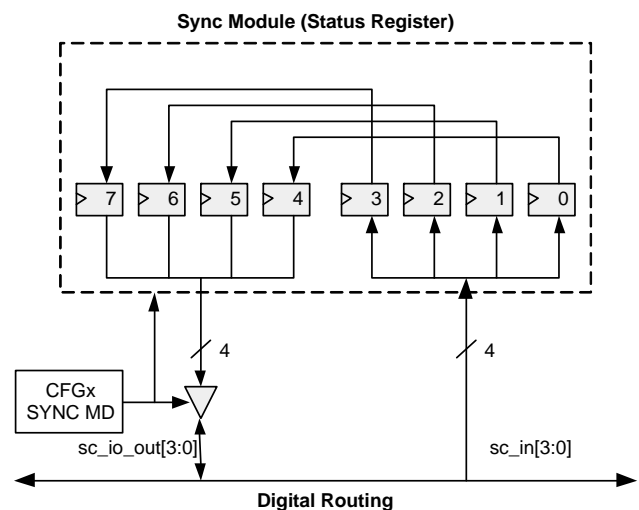 Sync Module (Status Register)
7 6 5 4 3 2 1 0
4 4
CFGx
SYNC MD
sc_io_out[3:0] sc_in[3:0]
Digital Routing